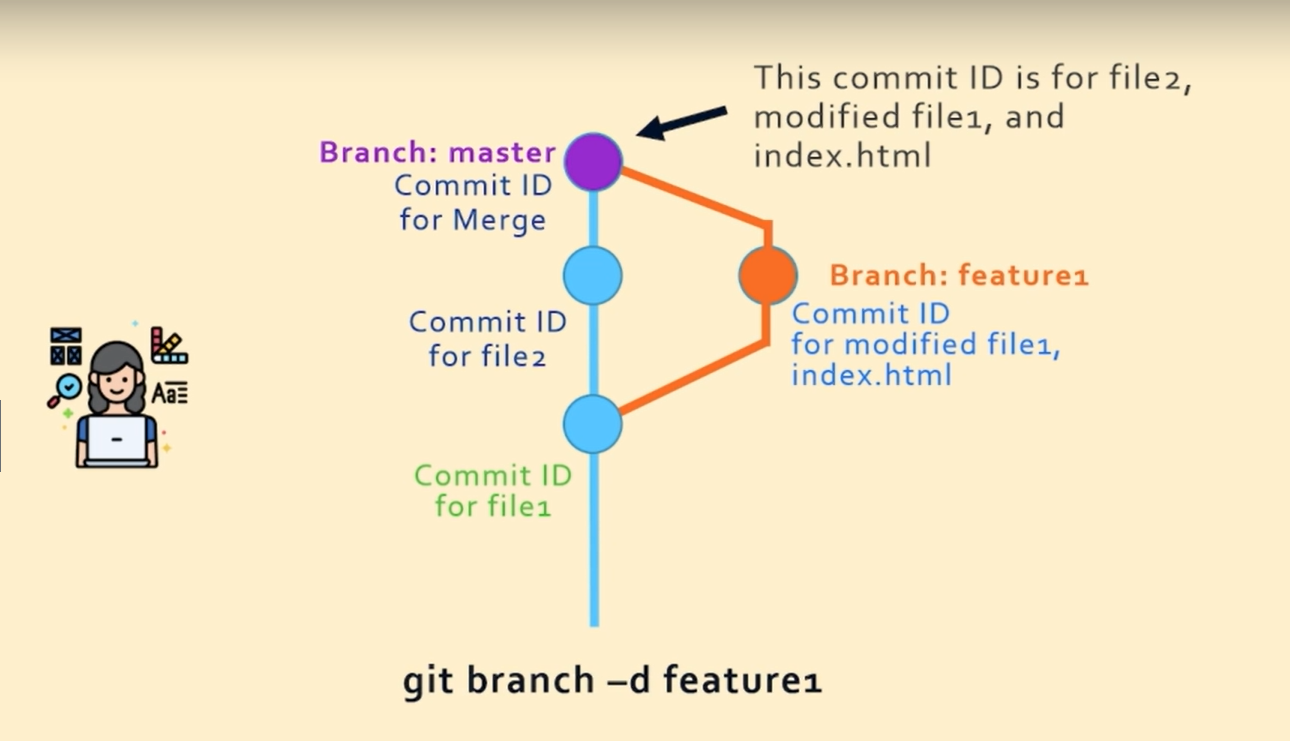 This commit ID is for file2,
modified file1, and
index.html
Branch: master
Commit ID
for Merge
Branch: feature1
Commit ID
for modified file1,
index.html
Commit ID
for file2
Aa
Commit ID
for file1
git branch –d feature1